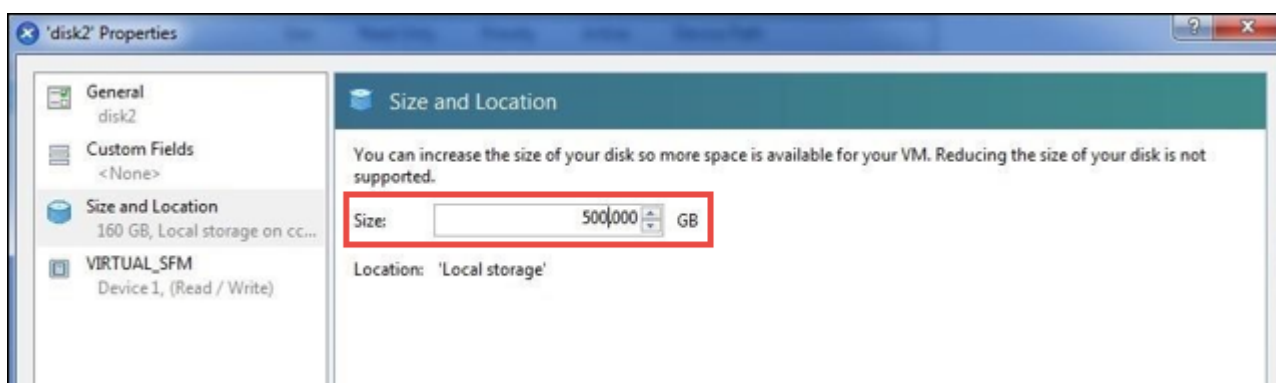 'disk2' Properties
General
disk2
Custom Fields
<None>
Size and Location
160 GB, Local storage on cc...
VIRTUAL_SFM
Device 1, (Read / Write)
Size and Location
You can increase the size of your disk so more space is available for your VM. Reducing the size of your disk is not
supported.
Size: 500.000 GB
Location: 'Local storage'